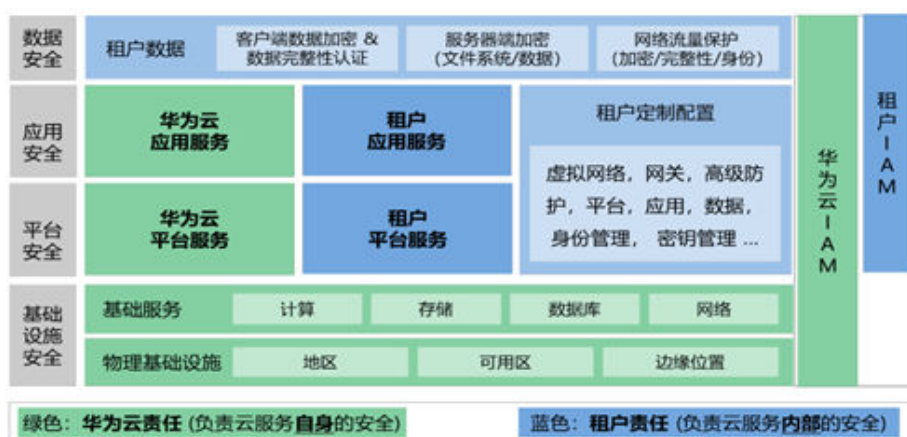 数据
安全
租户数据
客户端数据加密 &
数据完整性认证
服务器端加密
(文件系统/数据)
网络流量保护
(加密/完整性/身份)
应用
安全
华为云
应用服务
租户
应用服务
租户定制配置
虚拟网络，网关，高级防
护，平台，应用，数据，
身份管理， 密钥管理 ...
平台
安全
华为云
平台服务
租户
平台服务
基础
设施
安全
基础服务
计算
存储
数据库
网络
物理基础设施
地区
可用区
边缘位置
华为云IAM
租户IAM
绿色：华为云责任 (负责云服务自身的安全)
蓝色：租户责任 (负责云服务内部的安全)